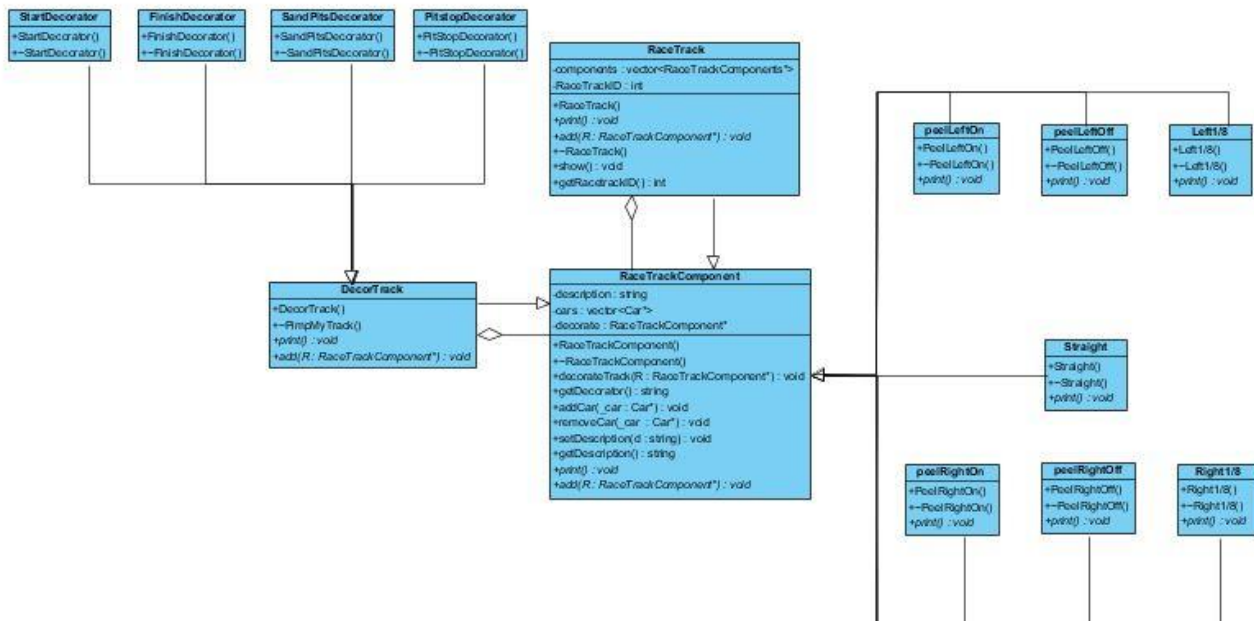 StartDecorator
+StartDecorator()
+~StartDecorator()
FinishDecorator
+FinishDecorator()
+~FinishDecorator()
SandPitsDecorator
+SandPitsDecorator()
+~SandPitsDecorator()
PitstopDecorator
+PitStopDecorator()
+~PitStopDecorator()
RaceTrack
-components : vector<RaceTrackComponents*>
-RaceTrackID : int
+RaceTrack()
+print() : void
+add(R : RaceTrackComponent*) : void
+~RaceTrack()
+show() : void
+getRacetrackID() : int
peelLeftOn
+PeelLeftOn()
+~PeelLeftOn()
+print() : void
peelLeftOff
+PeelLeftOff()
+~PeelLeftOff()
+print() : void
Left1/8
+Left1/8()
+~Left1/8()
+print() : void
DecorTrack
+DecorTrack()
+~PimpMyTrack()
+print() : void
+add(R : RaceTrackComponent*) : void
RaceTrackComponent
-description : string
-cars : vector<Car*>
-decorate : RaceTrackComponent*
+RaceTrackComponent()
+~RaceTrackComponent()
+decorateTrack(R : RaceTrackComponent*) : void
+getDecorator() : string
+addCar(_car : Car*) : void
+removeCar(_car : Car*) : void
+setDescription(d : string) : void
+getDescription() : string
+print() : void
+add(R : RaceTrackComponent*) : void
Straight
+Straight()
+~Straight()
+print() : void
peelRightOn
+PeelRightOn()
+~PeelRightOn()
+print() : void
peelRightOff
+PeelRightOff()
+~PeelRightOff()
+print() : void
Right1/8
+Right1/8()
+~Right1/8()
+print() : void